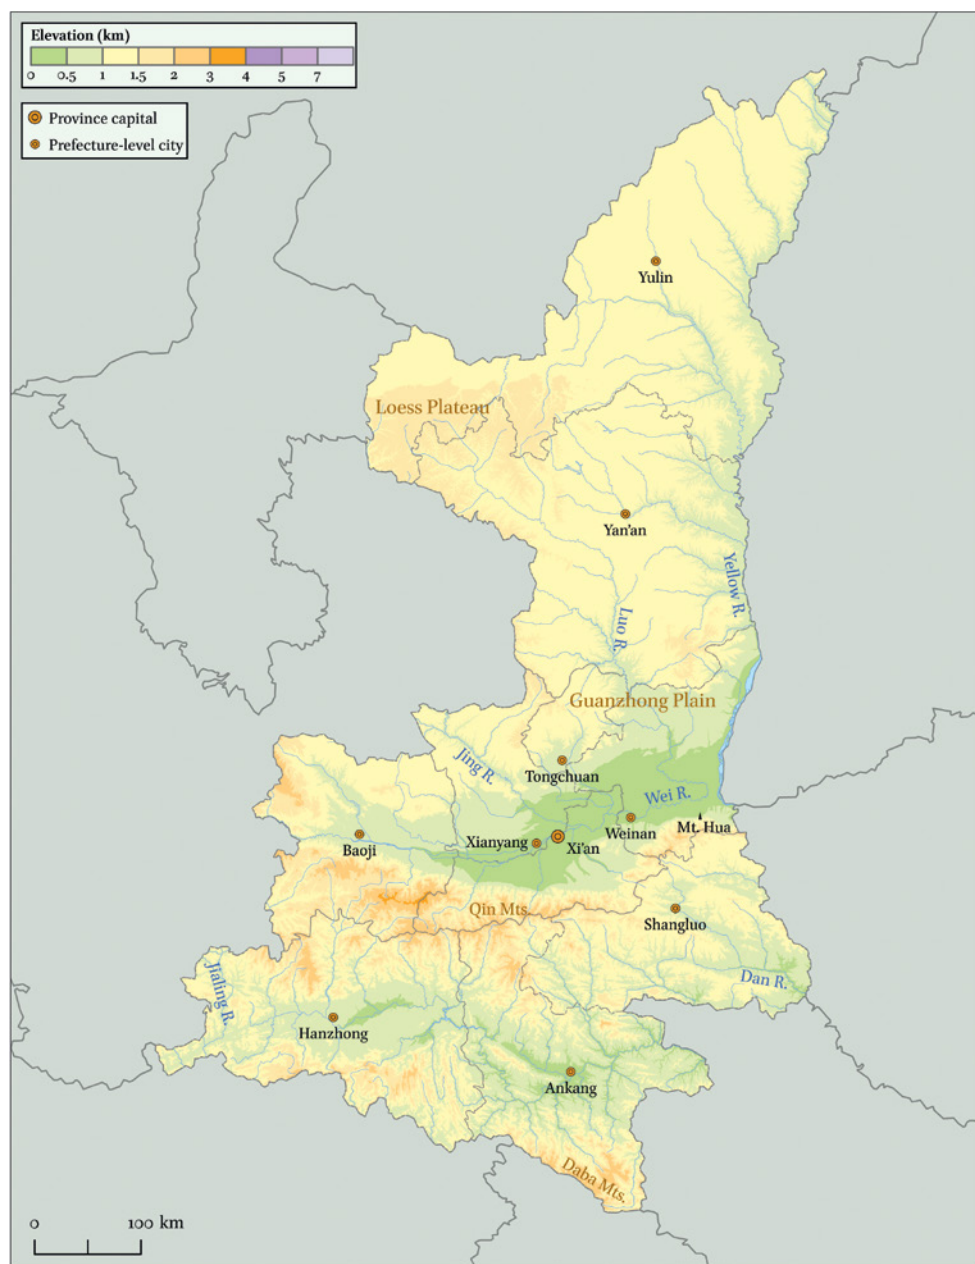 Elevation (km)
0 0.5 1 1.5 2 3 4 5 7
Province capital
Prefecture-level city
Yulin
Loess Plateau
Yan'an
Yellow R.
Luo R.
Guanzhong Plain
Jing R.
Tongchuan
Wei R.
Baoji
Xianyang
Xi'an
Weinan
Mt. Hua
Qin Mts.
Shangluo
Jialing R.
Dan R.
Hanzhong
Ankang
Daba Mts.
0 100 km